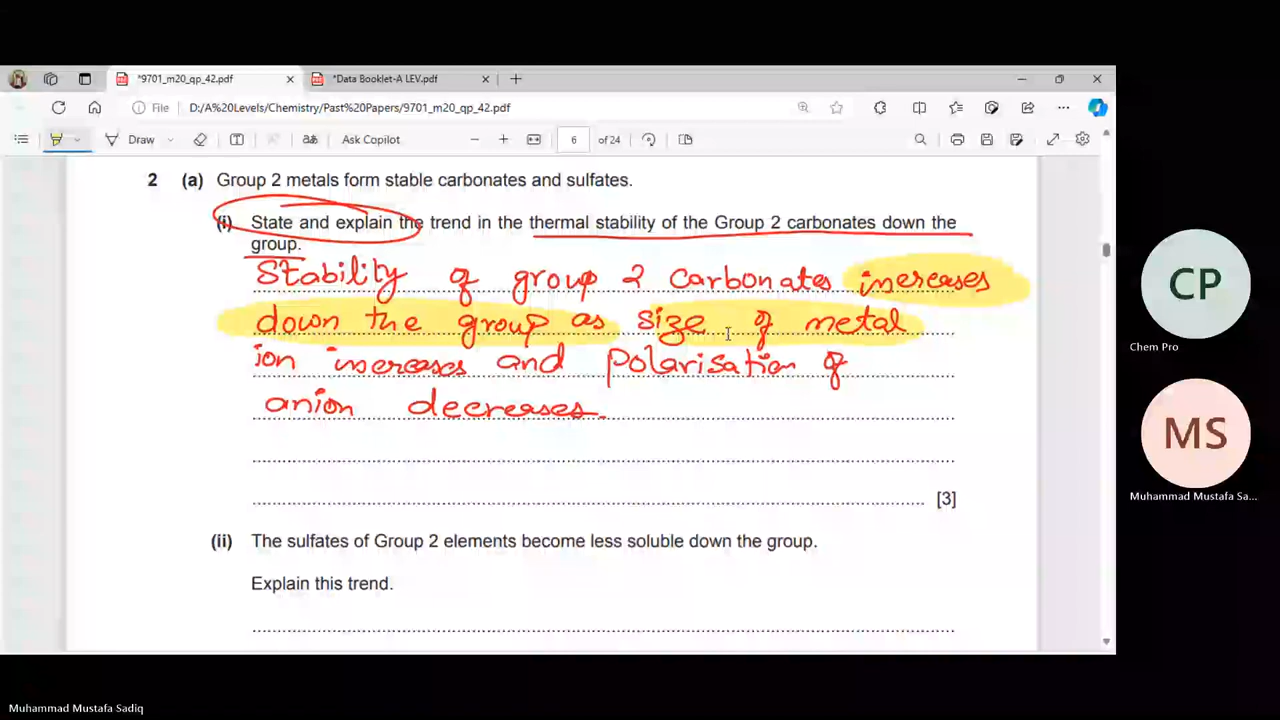 *9701_m20_qp_42.pdf
*Data Booklet-A LEV.pdf
File
D:/A%20Levels/Chemistry/Past%20Papers/9701_m20_qp_42.pdf
Draw
Ask Copilot
6 of 24
2 (a) Group 2 metals form stable carbonates and sulfates.
(i) State and explain the trend in the thermal stability of the Group 2 carbonates down the
group.
Stability of group 2 carbonates increases
down the group as size of metal
ion increases and polarisation of
anion decreases.
[3]
(ii) The sulfates of Group 2 elements become less soluble down the group.
Explain this trend.
CP
Chem Pro
MS
Muhammad Mustafa Sa...
Muhammad Mustafa Sadiq